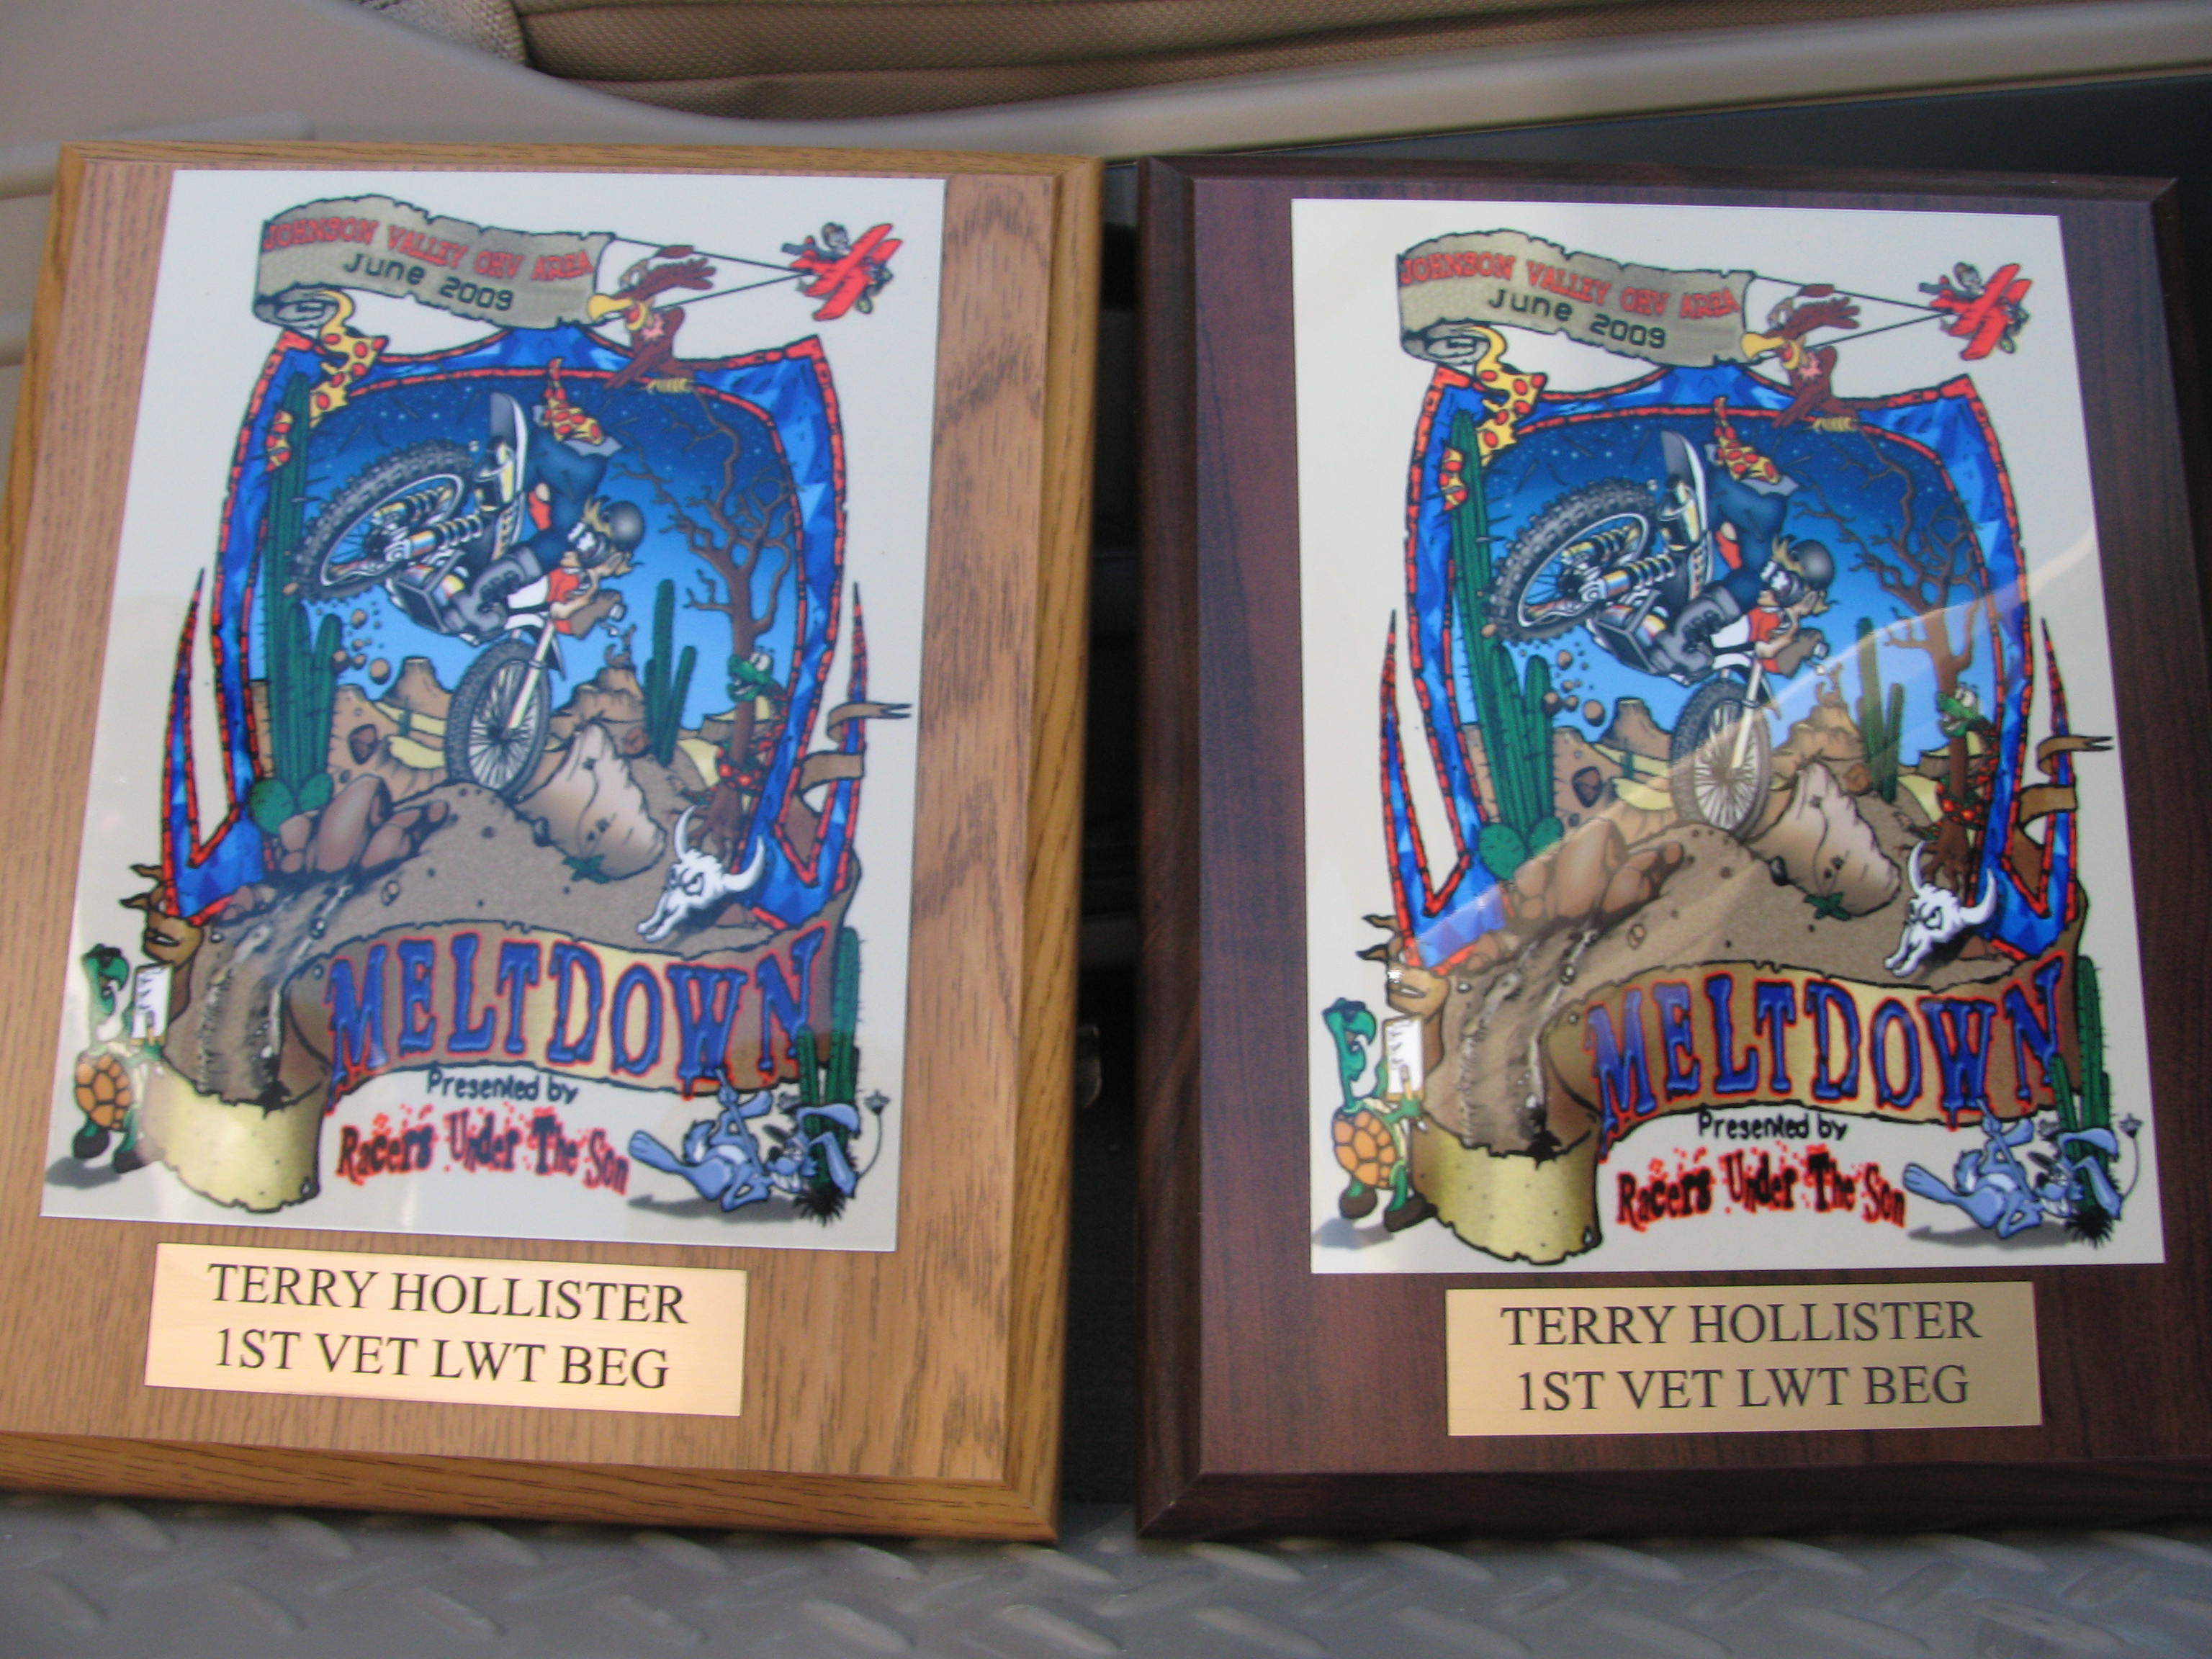 JOHNSON VALLEY OHV AREA
June 2009
MELTDOWN
Presented by
Racers Under The Son
TERRY HOLLISTER
1ST VET LWT BEG
JOHNSON VALLEY OHV AREA
June 2009
MELTDOWN
Presented by
Racers Under The Son
TERRY HOLLISTER
1ST VET LWT BEG